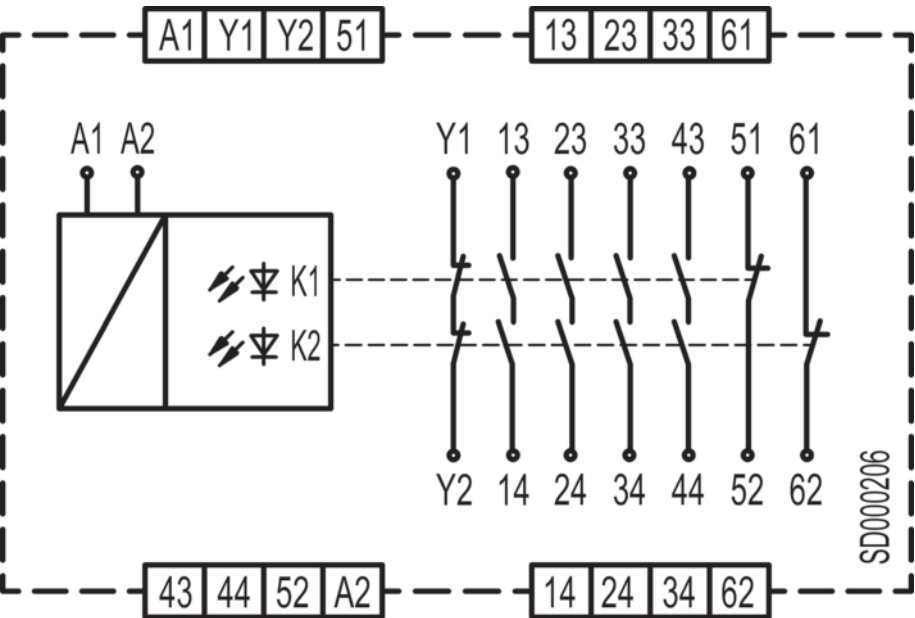 A1 Y1 Y2 51 13 23 33 61
A1 A2 Y1 13 23 33 43 51 61
K1
K2
Y2 14 24 34 44 52 62
SD000206
43 44 52 A2 14 24 34 62